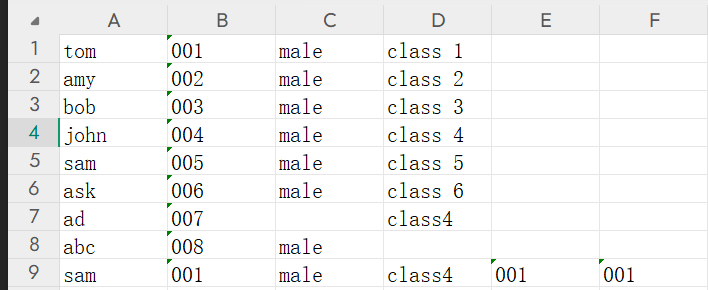 A B C D E F
1 tom 001 male class 1
2 amy 002 male class 2
3 bob 003 male class 3
4 john 004 male class 4
5 sam 005 male class 5
6 ask 006 male class 6
7 ad 007 class4
8 abc 008 male
9 sam 001 male class4 001 001